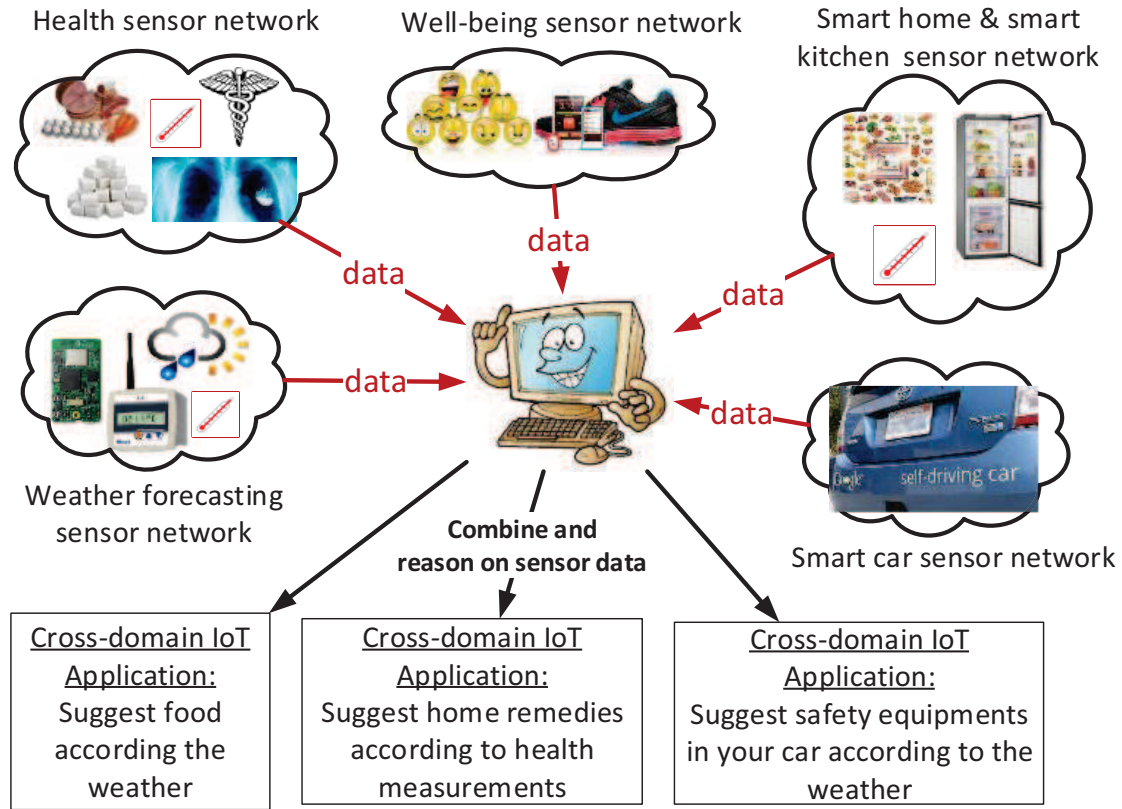 Health sensor network
Well-being sensor network
Smart home & smart
kitchen sensor network
data
data
data
data
data
Weather forecasting
sensor network
self-driving car
Smart car sensor network
Combine and
reason on sensor data
Cross-domain IoT
Application:
Suggest food
according the
weather
Cross-domain IoT
Application:
Suggest home remedies
according to health
measurements
Cross-domain IoT
Application:
Suggest safety equipments
in your car according to the
weather